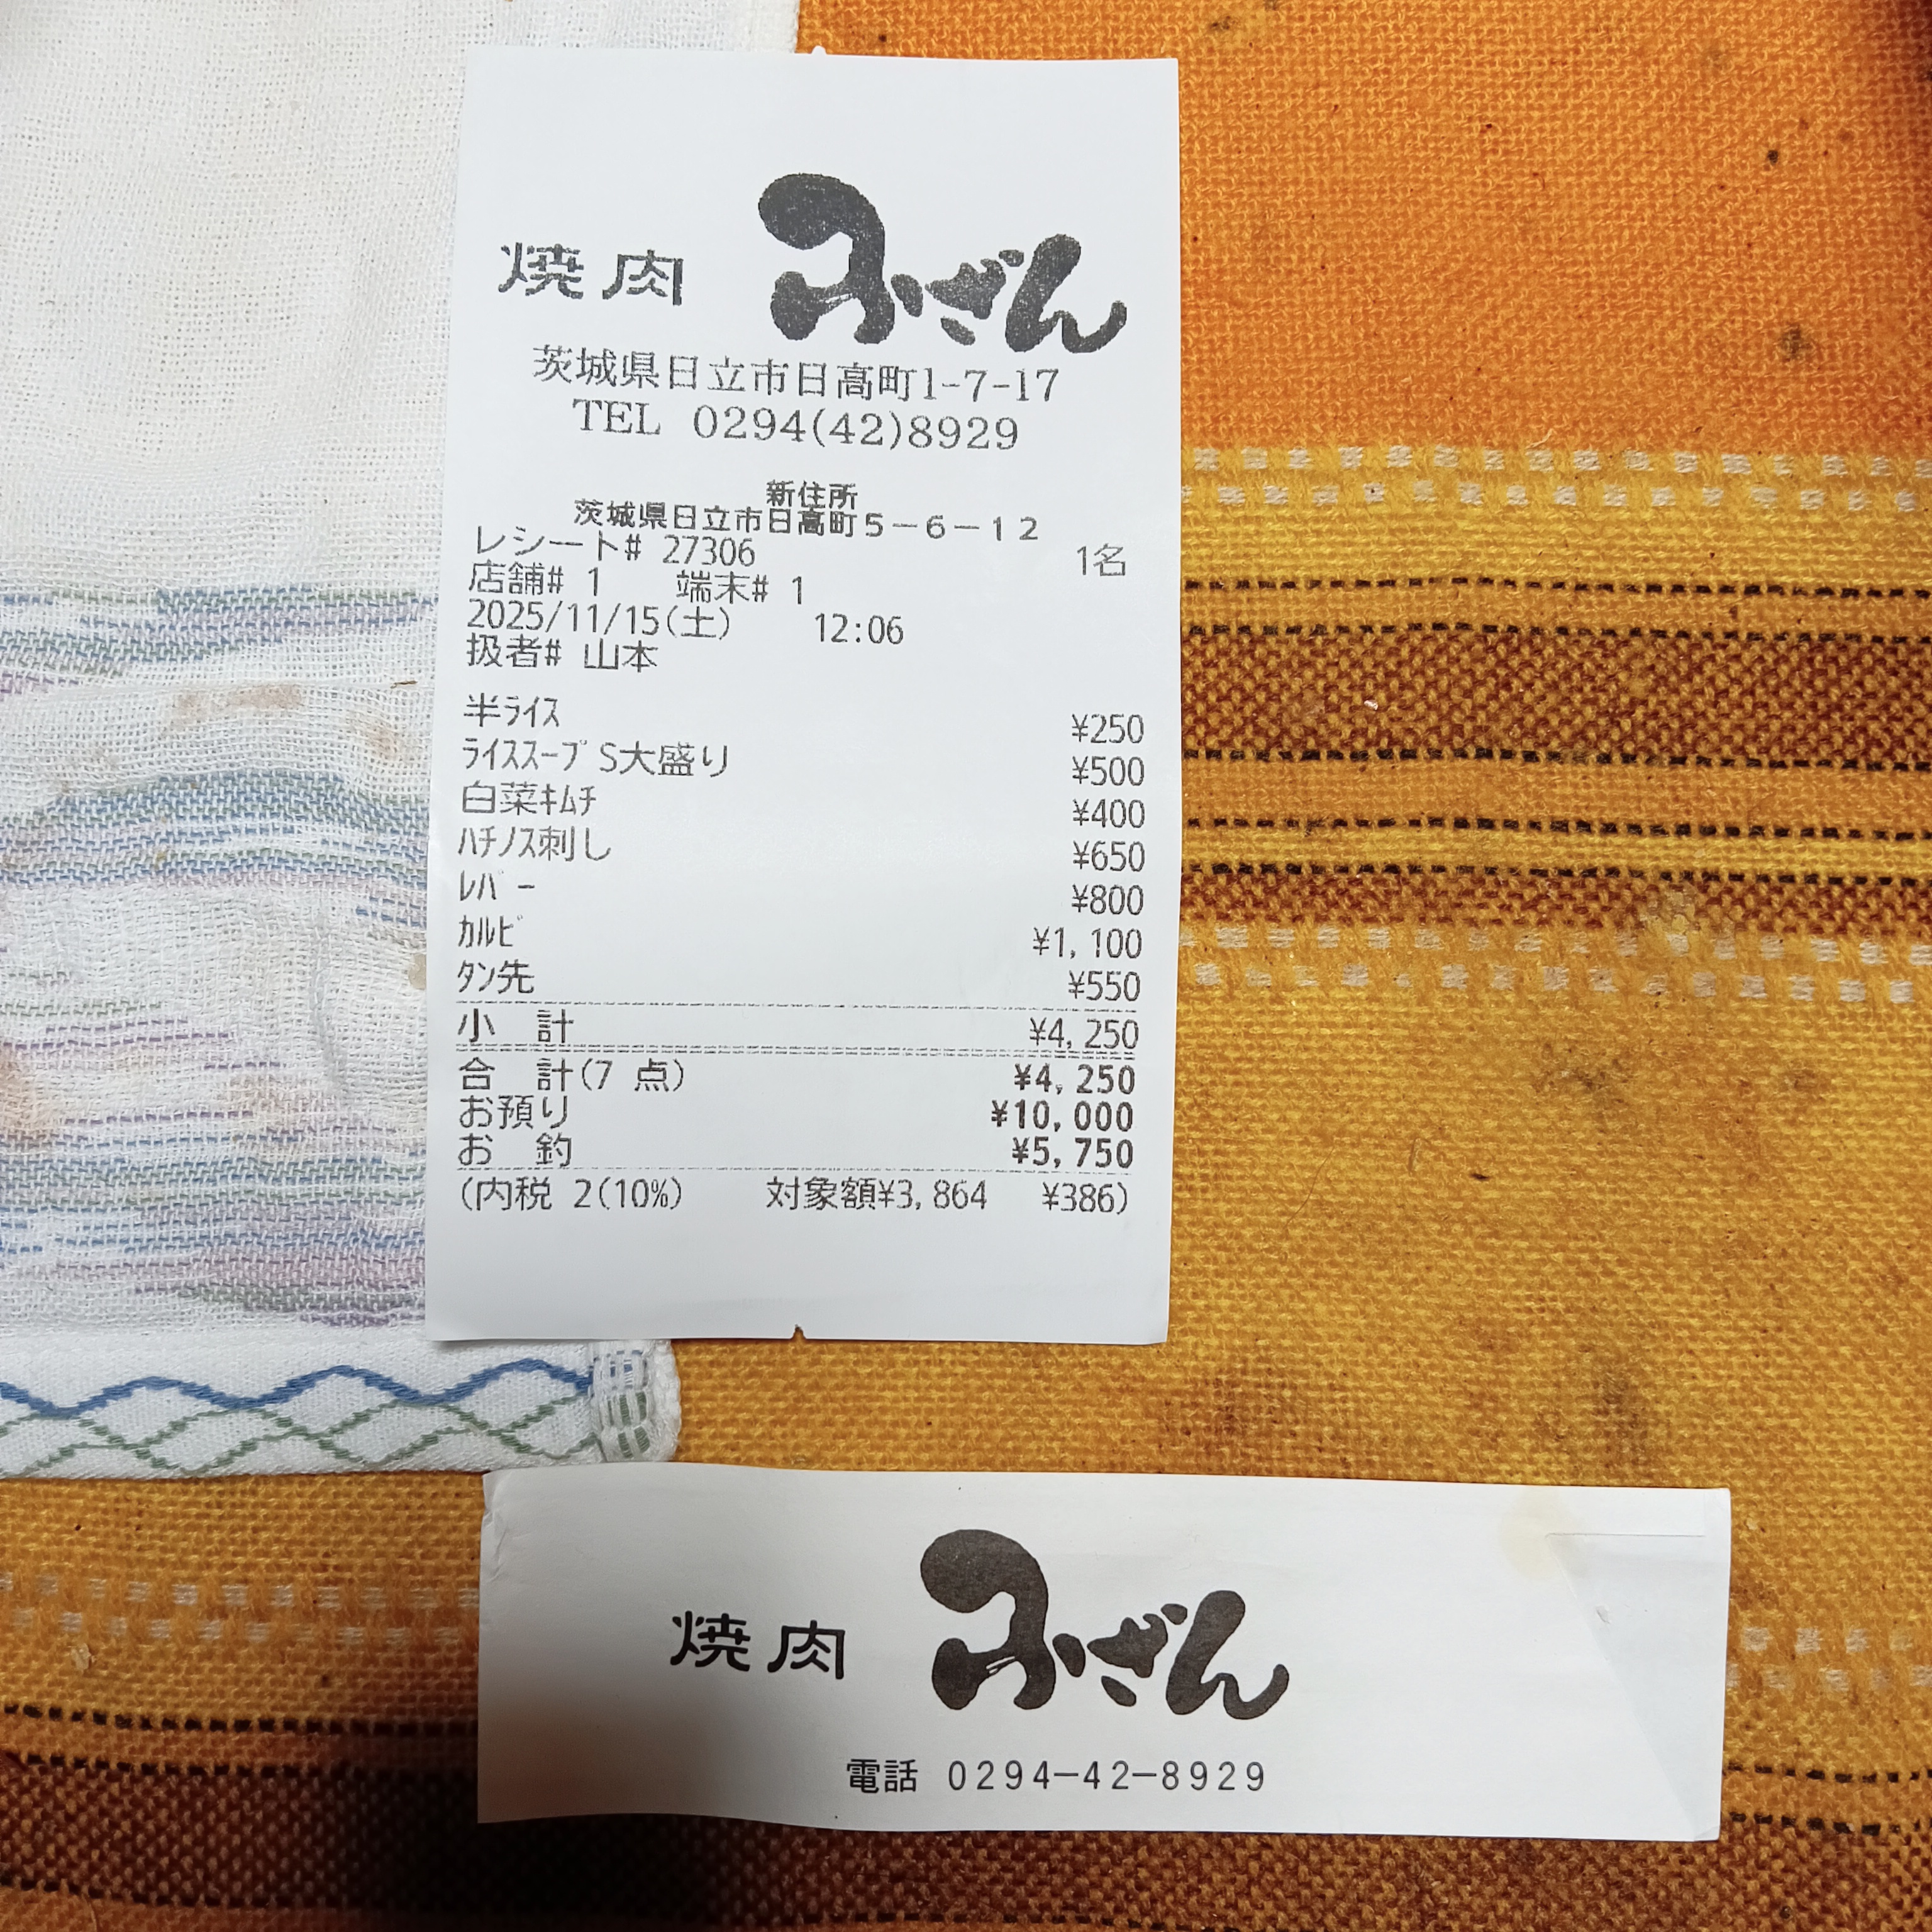 焼肉 ふざん
茨城県日立市日高町1-7-17
TEL 0294(42)8929
新住所
茨城県日立市日高町5-6-12
レシート# 27306 1名
店舗# 1 端末# 1
2025/11/15(土) 12:06
扱者# 山本
半ﾗｲｽ ¥250
ﾗｲｽｽｰﾌﾟ S大盛り ¥500
白菜ｷﾑﾁ ¥400
ﾊﾁﾉｽ刺し ¥650
ﾚﾊﾞｰ ¥800
ｶﾙﾋﾞ ¥1,100
ﾀﾝ先 ¥550
小 計 ¥4,250
合 計(7 点) ¥4,250
お預り ¥10,000
お 釣 ¥5,750
(内税 2(10%) 対象額¥3,864 ¥386)
焼肉 ふざん
電話 0294-42-8929